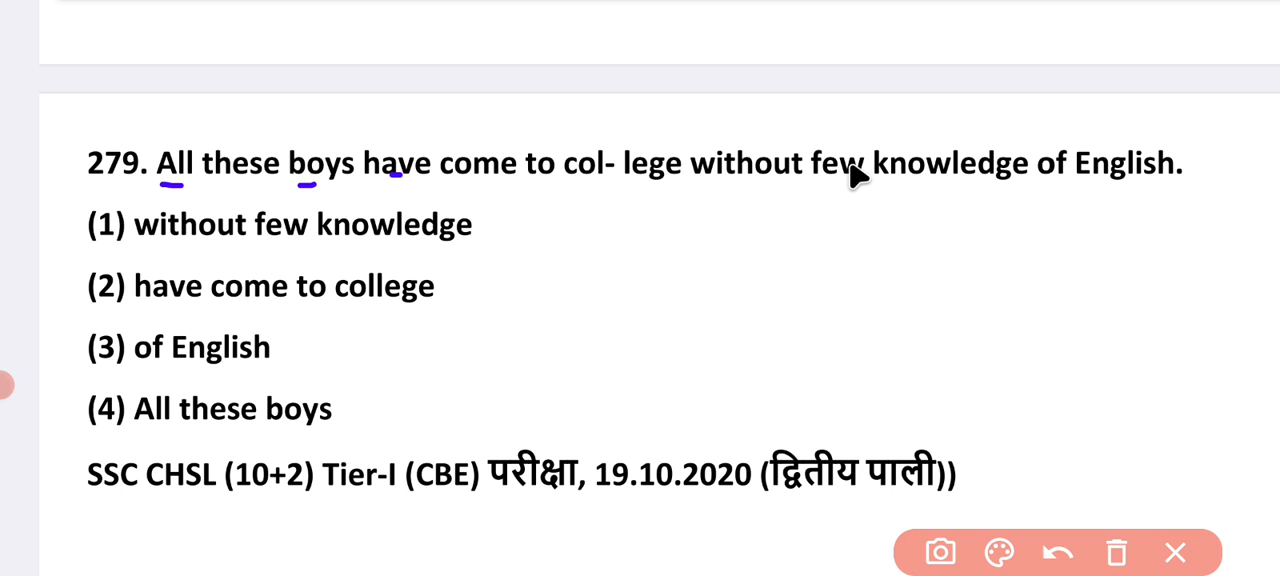 279. All these boys have come to col- lege without few knowledge of English.
(1) without few knowledge
(2) have come to college
(3) of English
(4) All these boys
SSC CHSL (10+2) Tier-I (CBE) परीक्षा, 19.10.2020 (द्वितीय पाली))